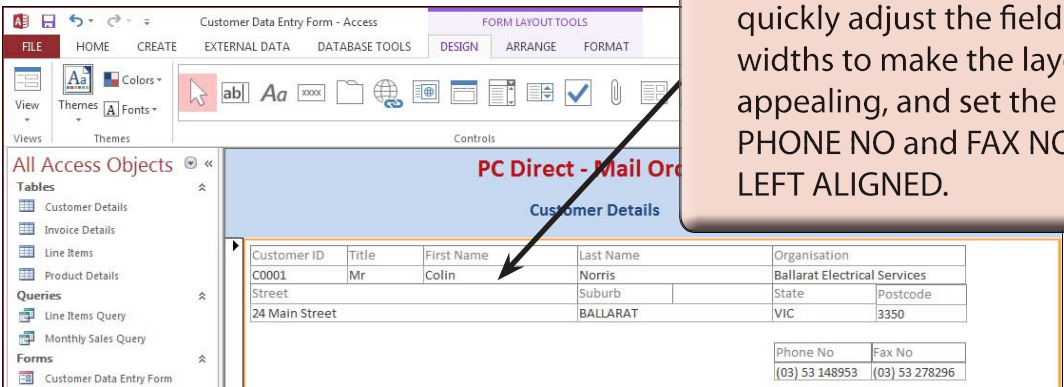 Customer Data Entry Form - Access
FORM LAYOUT TOOLS
FILE HOME CREATE EXTERNAL DATA DATABASE TOOLS DESIGN ARRANGE FORMAT
Aa Colors
ab Aa xxxx
View Themes A Fonts
Views Themes Controls
quickly adjust the field
widths to make the
appealing, and set the
PHONE NO and FAX
LEFT ALIGNED.
All Access Objects
Tables
Customer Details
Invoice Details
Line Items
Product Details
Queries
Line Items Query
Monthly Sales Query
Forms
Customer Data Entry Form
PC Direct - Mail
Customer Details
Customer ID Title First Name Last Name Organisation
C0001 Mr Colin Norris Ballarat Electrical Services
Street Suburb State Postcode
24 Main Street BALLARAT VIC 3350
Phone No Fax No
(03) 53 148953 (03) 53 278296